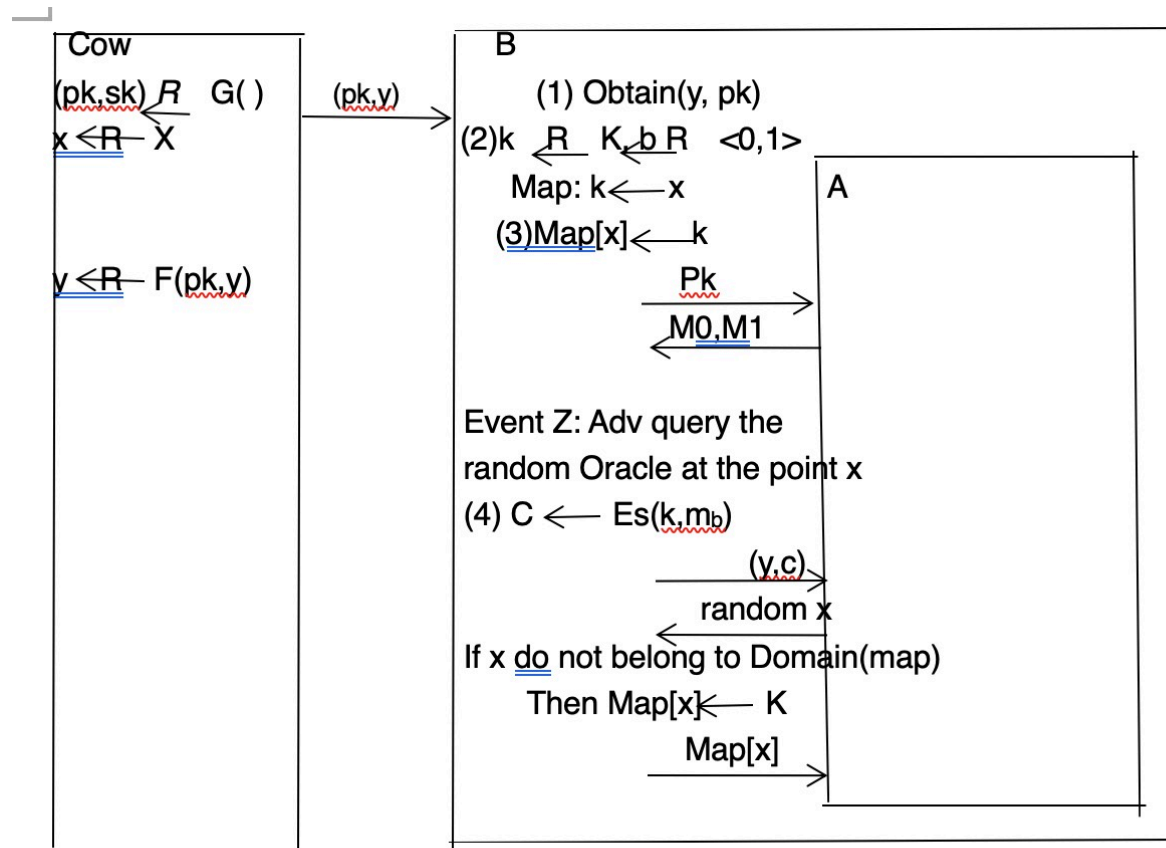 Cow
(pk,sk) R G( )
x R X
y R F(pk,y)
(pk,y)
B
(1) Obtain(y, pk)
(2)k R K, b R <0,1>
Map: k x
(3)Map[x] k
A
Pk
M0,M1
Event Z: Adv query the
random Oracle at the point x
(4) C Es(k,mb)
(y,c)
random x
If x do not belong to Domain(map)
Then Map[x] K
Map[x]